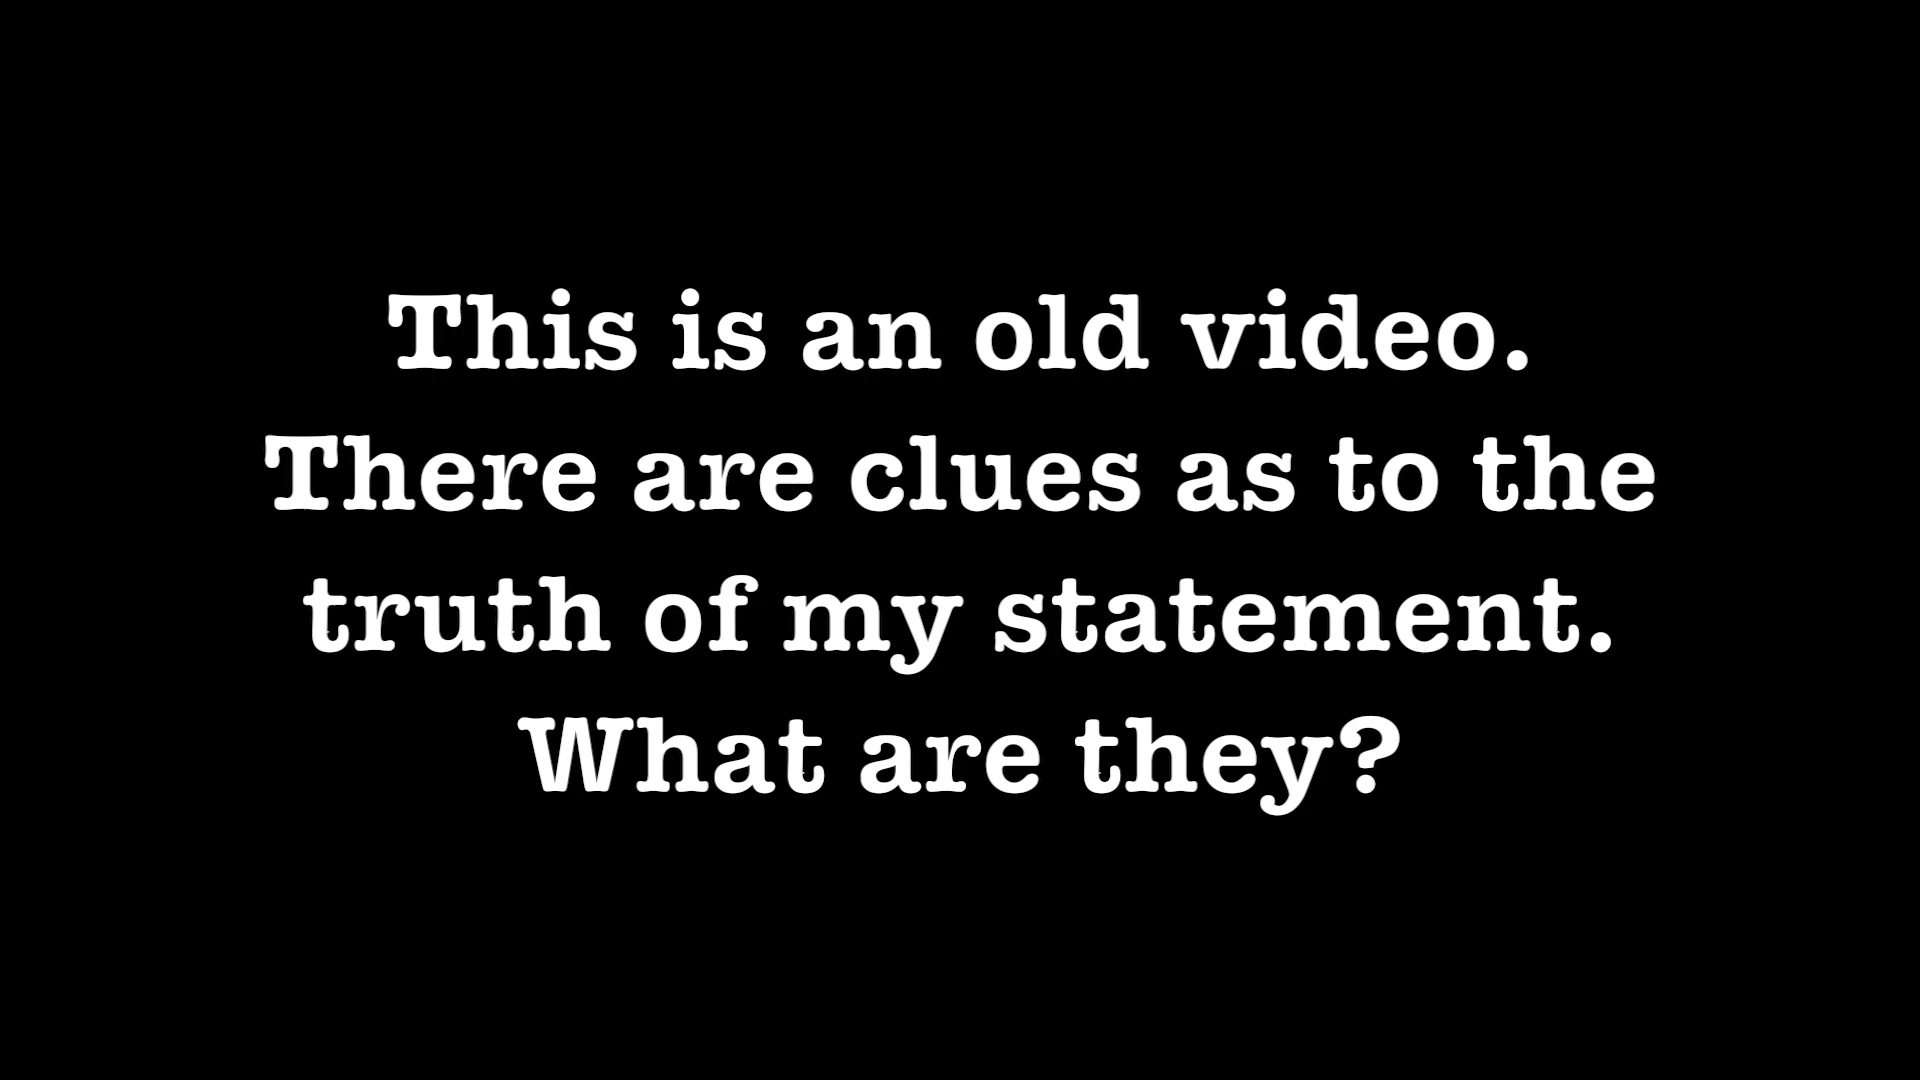 This is an old video.
There are clues as to the
truth of my statement.
What are they?